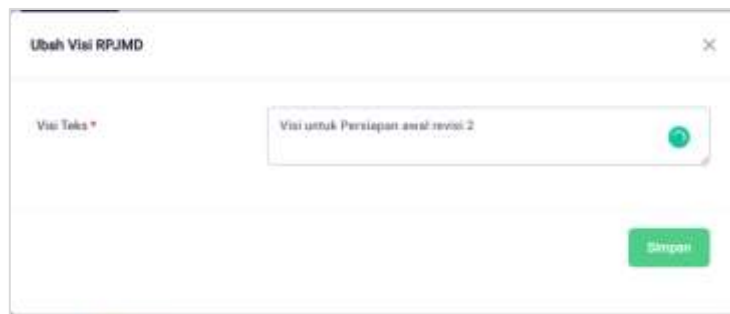 Ubah Visi RPJMD
Visi Teks *
Visi untuk Persiapan awal revisi 2
Simpan